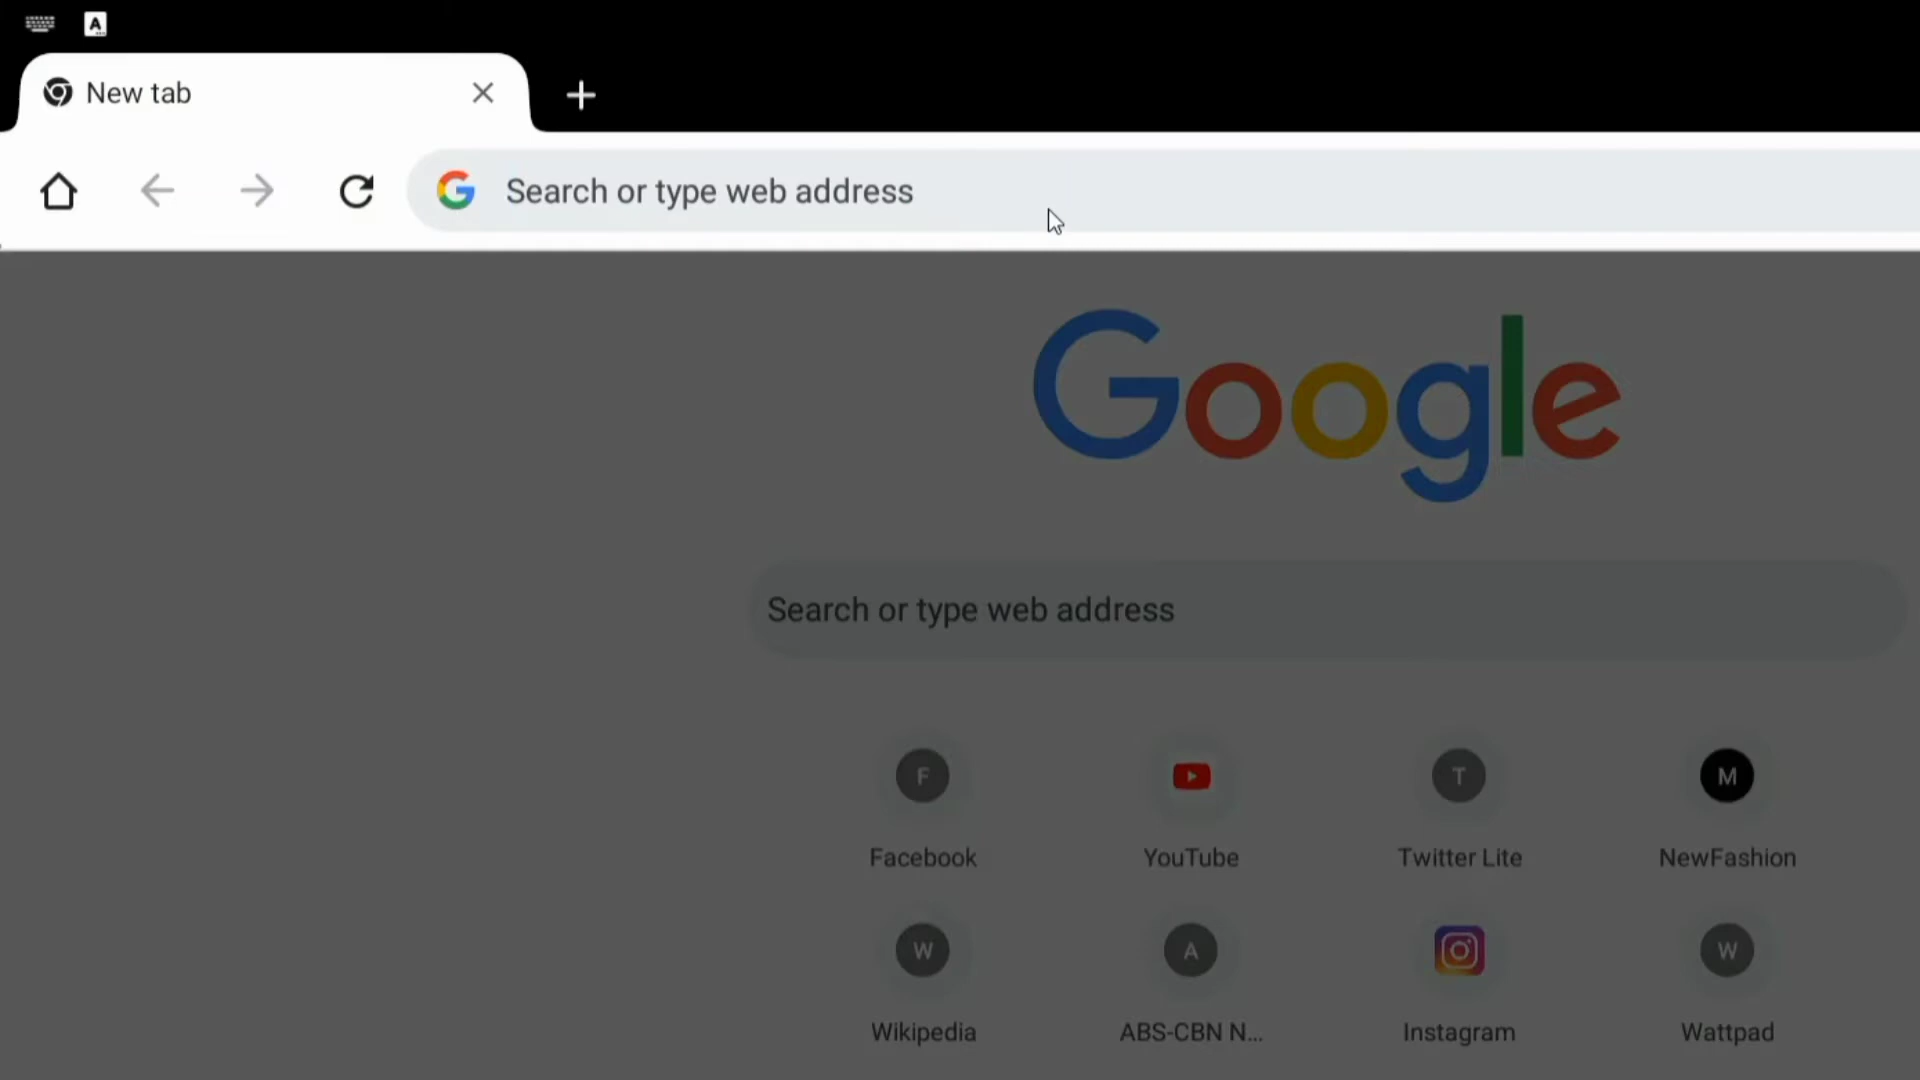 A
New tab
Search or type web address
Google
Search or type web address
F
T
M
Facebook
YouTube
Twitter Lite
NewFashion
W
A
W
Wikipedia
ABS-CBN N...
Instagram
Wattpad